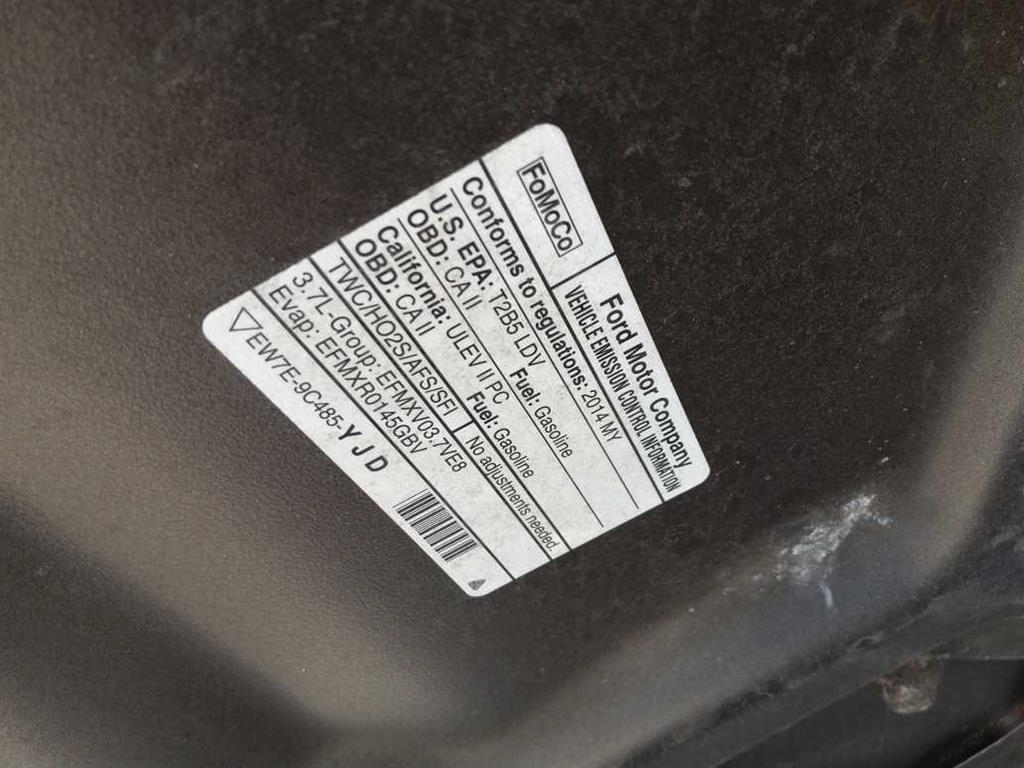 FoMoCo
Ford Motor Company
VEHICLE EMISSION CONTROL INFORMATION
Conforms to regulations: 2014 MY
U.S. EPA: T2B5 LDV Fuel: Gasoline
OBD: CA II
California: ULEV II PC Fuel: Gasoline
OBD: CA II
TWC/HO2S/AFS/SFI No adjustments needed.
3.7L-Group: EFMXV03.7VE8
Evap: EFMXR0145GBV
EW7E-9C485-YJD